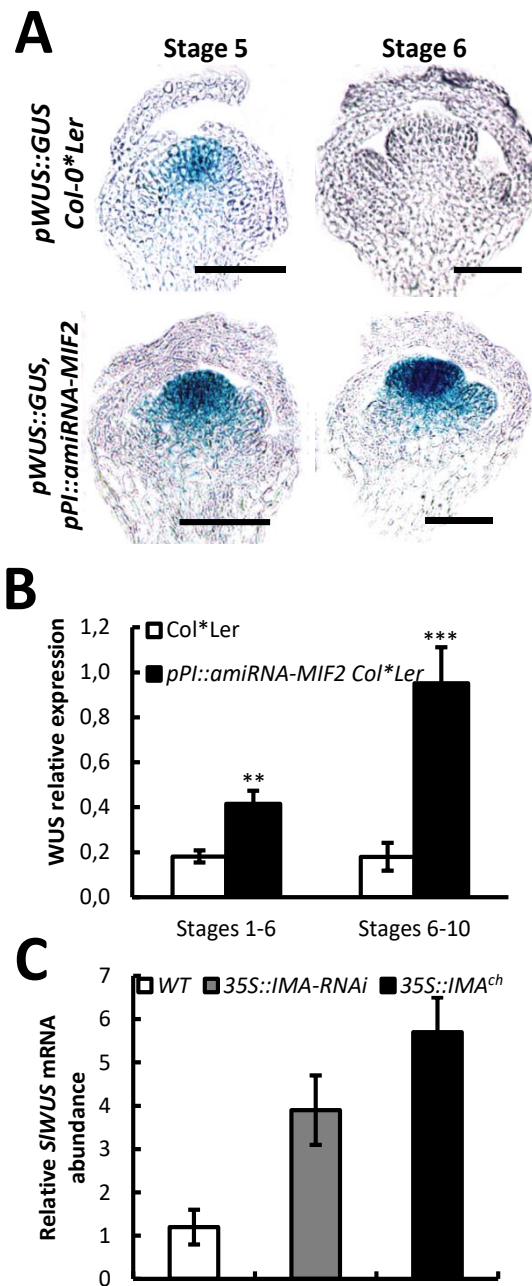 A
Stage 5
Stage 6
pWUS::GUS
Col-0*Ler
pWUS::GUS,
pPI::amiRNA-MIF2
B
WUS relative expression
1,2
1,0
0,8
0,6
0,4
0,2
0,0
Col*Ler
pPI::amiRNA-MIF2 Col*Ler
**
***
Stages 1-6
Stages 6-10
C
Relative SlWUS mRNA
abundance
7
6
5
4
3
2
1
0
WT
35S::IMA-RNAi
35S::IMAch